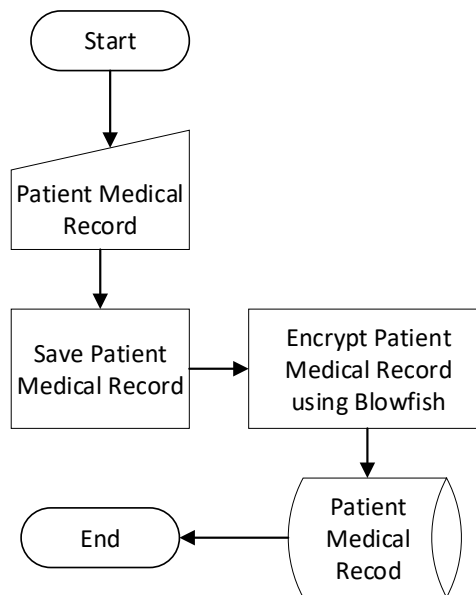 Start
Patient Medical
Record
Save Patient
Medical Record
Encrypt Patient
Medical Record
using Blowfish
Patient
Medical
Recod
End